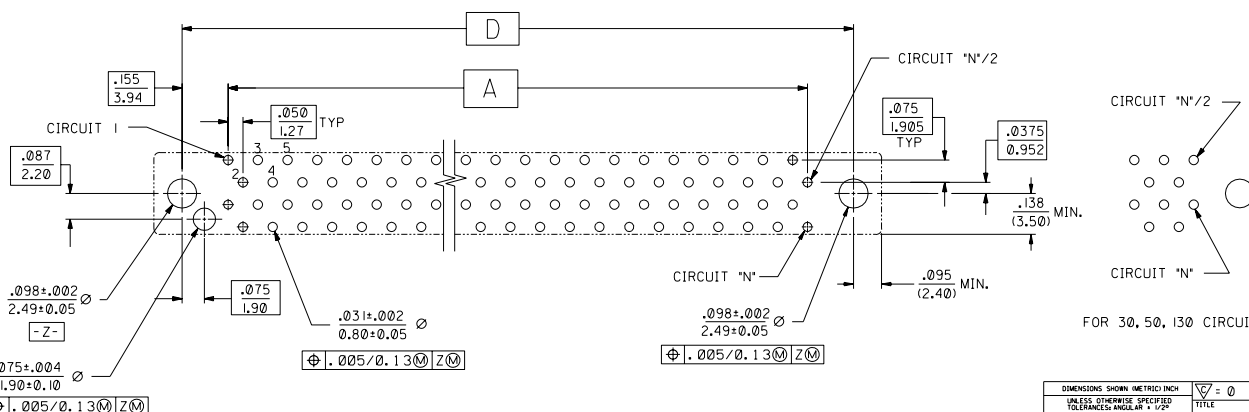 D
CIRCUIT "N"/2
.155
3.94
A
.050
1.27
TYP
.075
1.905
TYP
CIRCUIT "N"/2
CIRCUIT 1
3 5
.0375
0.952
.087
2.20
2 4
.138
(3.50)
MIN.
CIRCUIT "N"
CIRCUIT "N"
.098±.002
2.49±0.05
Ø
-Z-
.075
1.90
.031±.002
0.80±0.05
Ø
⌖ .005/0.13Ⓜ ZⓂ
.098±.002
2.49±0.05
Ø
⌖ .005/0.13Ⓜ ZⓂ
.095
(2.40)
MIN.
FOR 30, 50, 130 CIRCUI
075±.004
1.90±0.10
Ø
⌖ .005/0.13Ⓜ ZⓂ
DIMENSIONS SHOWN (METRIC) INCH
UNLESS OTHERWISE SPECIFIED
TOLERANCES: ANGULAR ± 1/2°
C = 0
TITLE